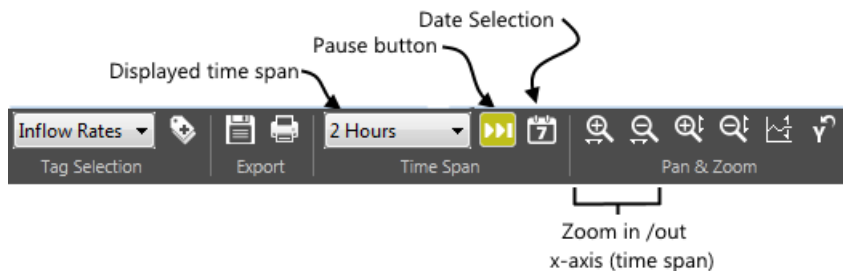 Date Selection
Pause button
Displayed time span
Inflow Rates
2 Hours
7
Y
Tag Selection
Export
Time Span
Pan & Zoom
Zoom in /out
x-axis (time span)